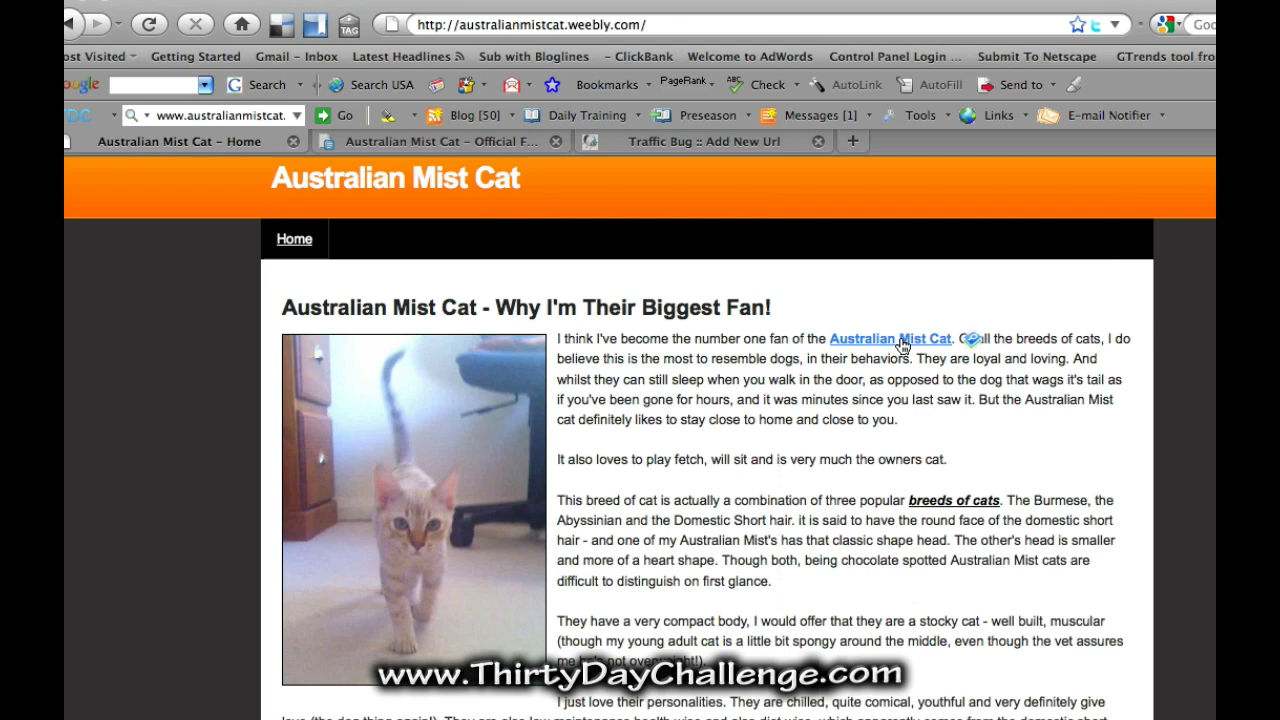 http://australianmistcat.weebly.com/
TAG
Most Visited Getting Started Gmail - Inbox Latest Headlines Sub with Bloglines - ClickBank Welcome to AdWords Control Panel Login ... Submit To Netscape GTrends tool fro
Search Search USA Bookmarks PageRank Check AutoLink AutoFill Send to
www.australianmistcat. Go Blog [50] Daily Training Preseason Messages [1] Tools Links E-mail Notifier
Australian Mist Cat - Home Australian Mist Cat - Official F... Traffic Bug :: Add New Url
Australian Mist Cat
Home
Australian Mist Cat - Why I'm Their Biggest Fan!
I think I've become the number one fan of the Australian Mist Cat. all the breeds of cats, I do
believe this is the most to resemble dogs, in their behaviors. They are loyal and loving. And
whilst they can still sleep when you walk in the door, as opposed to the dog that wags it's tail as
if you've been gone for hours, and it was minutes since you last saw it. But the Australian Mist
cat definitely likes to stay close to home and close to you.
It also loves to play fetch, will sit and is very much the owners cat.
This breed of cat is actually a combination of three popular breeds of cats. The Burmese, the
Abyssinian and the Domestic Short hair. it is said to have the round face of the domestic short
hair - and one of my Australian Mist's has that classic shape head. The other's head is smaller
and more of a heart shape. Though both, being chocolate spotted Australian Mist cats are
difficult to distinguish on first glance.
They have a very compact body, I would offer that they are a stocky cat - well built, muscular
(though my young adult cat is a little bit spongy around the middle, even though the vet assures
me he's not overweight!).
www.ThirtyDayChallenge.com
I just love their personalities. They are chilled, quite comical, youthful and very definitely give